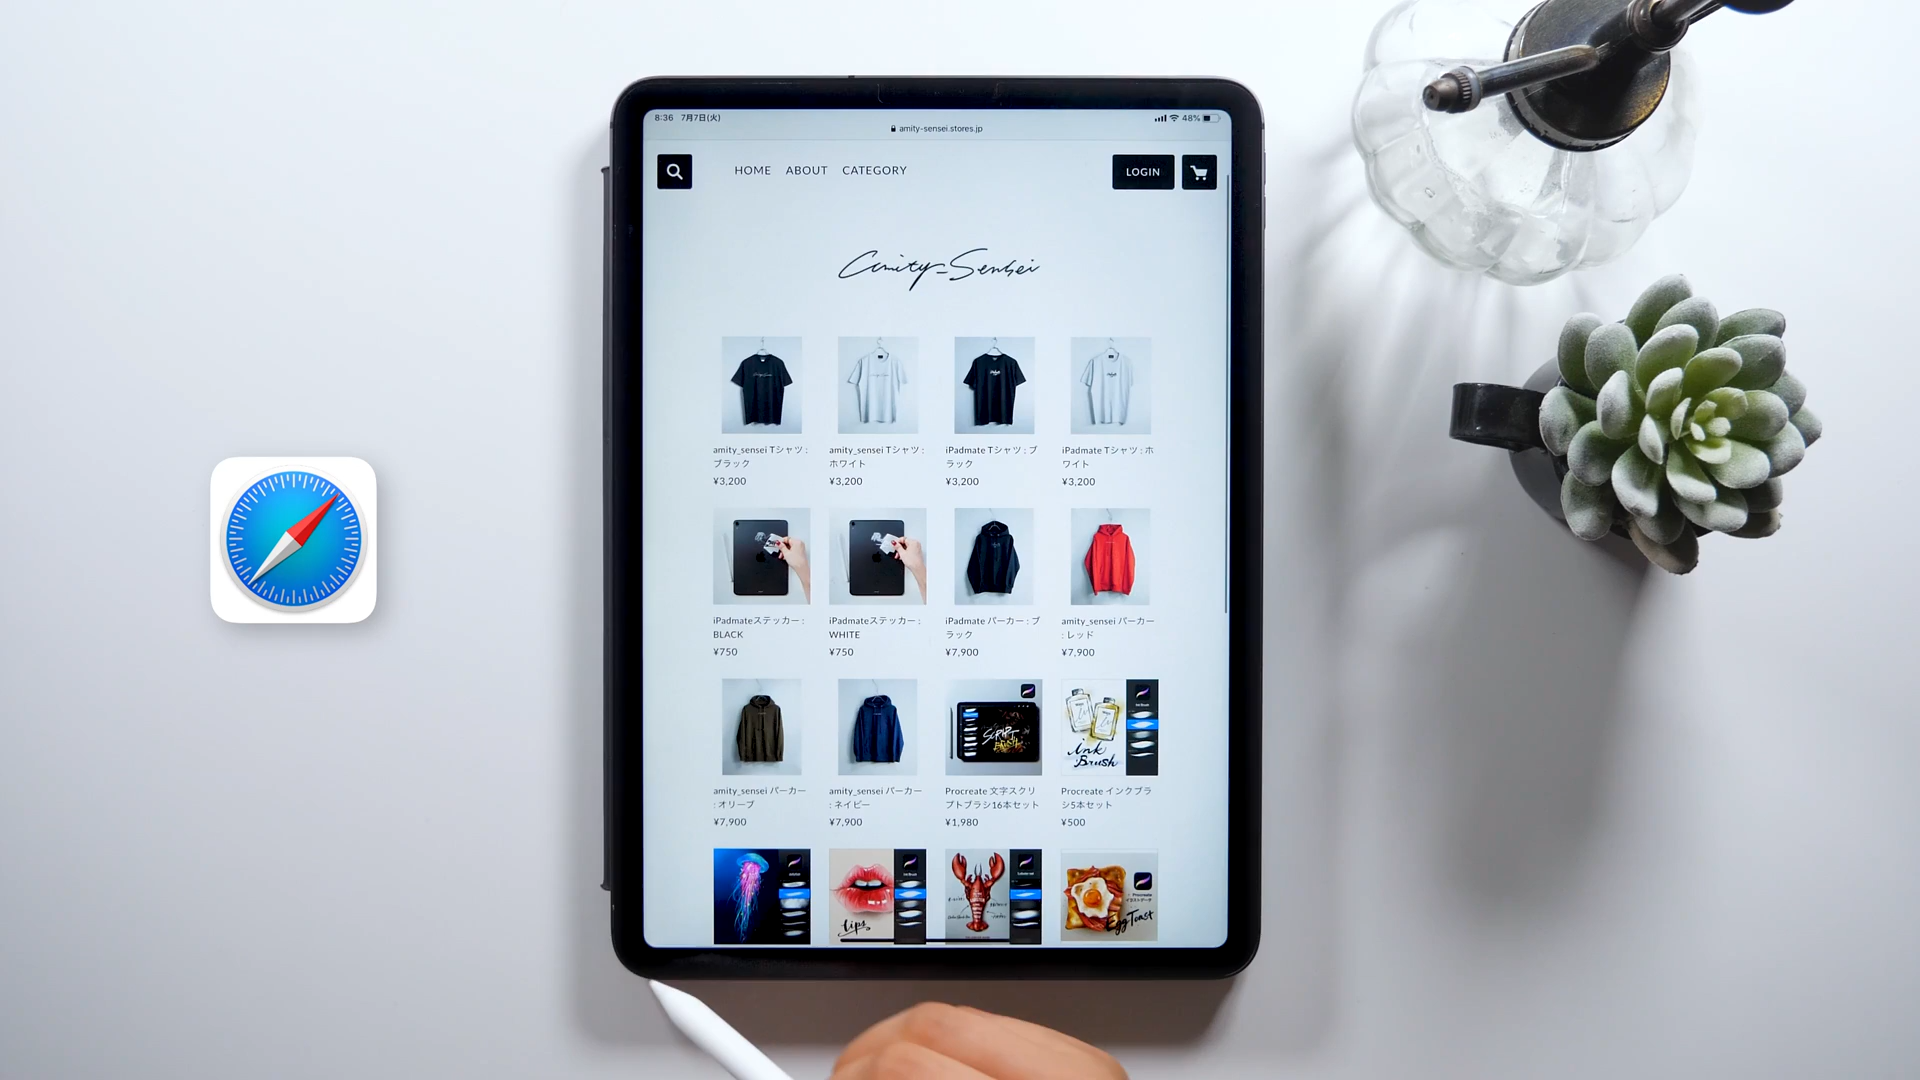 8:36 7月7日(火)
48%
amity-sensei.stores.jp
HOME ABOUT CATEGORY
LOGIN
amity_Sensei
amity_sensei Tシャツ :
ブラック
¥3,200
amity_sensei Tシャツ :
ホワイト
¥3,200
iPadmate Tシャツ : ブ
ラック
¥3,200
iPadmate Tシャツ : ホ
ワイト
¥3,200
iPadmateステッカー :
BLACK
¥750
iPadmateステッカー :
WHITE
¥750
iPadmate パーカー : ブ
ラック
¥7,900
amity_sensei パーカー
: レッド
¥7,900
SCRIPT
BRUSH
ink
Brush
amity_sensei パーカー
: オリーブ
¥7,900
amity_sensei パーカー
: ネイビー
¥7,900
Procreate 文字スクリ
プトブラシ16本セット
¥1,980
Procreate インクブラ
シ5本セット
¥500
Lips
Procreate
Egg Toast